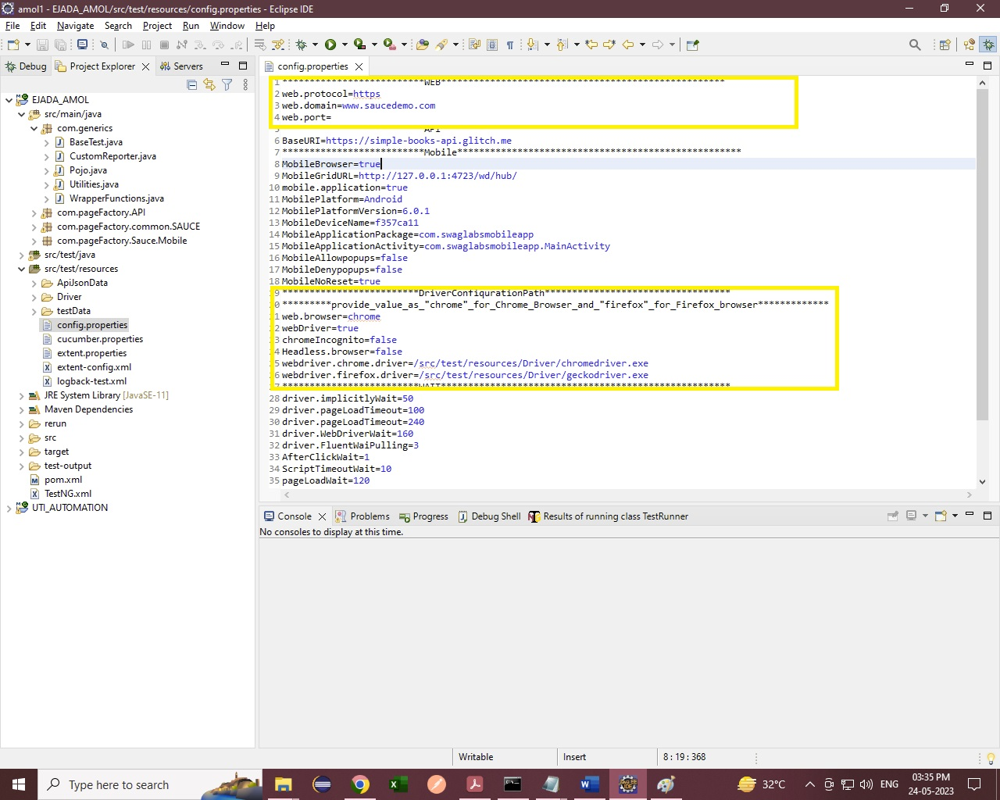 amol1 - EJADA_AMOL/src/test/resources/config.properties - Eclipse IDE
File Edit Navigate Search Project Run Window Help
Debug Project Explorer Servers
EJADA_AMOL
src/main/java
com.generics
BaseTest.java
CustomReporter.java
Pojo.java
Utilities.java
WrapperFunctions.java
com.pageFactory.API
com.pageFactory.common.SAUCE
com.pageFactory.Sauce.Mobile
src/test/java
src/test/resources
ApiJsonData
Driver
testData
config.properties
cucumber.properties
extent.properties
extent-config.xml
logback-test.xml
JRE System Library [JavaSE-11]
Maven Dependencies
rerun
src
target
test-output
pom.xml
TestNG.xml
UTI_AUTOMATION
config.properties
1 **************************WEB****************************************************
2 web.protocol=https
3 web.domain=www.saucedemo.com
4 web.port=
5 API
6 BaseURI=https://simple-books-api.glitch.me
7 **************************Mobile****************************************************
8 MobileBrowser=true
9 MobileGridURL=http://127.0.0.1:4723/wd/hub/
10 mobile.application=true
11 MobilePlatform=Android
12 MobilePlatformVersion=6.0.1
13 MobileDeviceName=f357ca11
14 MobileApplicationPackage=com.swaglabsmobileapp
15 MobileApplicationActivity=com.swaglabsmobileapp.MainActivity
16 MobileAllowpopups=false
17 MobileDenypopups=false
18 MobileNoReset=true
19 *************************DriverConfigurationPath**********************************
20 *********provide_value_as_"chrome"_for_Chrome_Browser_and_"firefox"_for_Firefox_browser*************
21 web.browser=chrome
22 webDriver=true
23 chromeIncognito=false
24 Headless.browser=false
25 webdriver.chrome.driver=/src/test/resources/Driver/chromedriver.exe
26 webdriver.firefox.driver=/src/test/resources/Driver/geckodriver.exe
27 *************************WAIT*****************************************************
28 driver.implicitlyWait=50
29 driver.pageLoadTimeout=100
30 driver.pageLoadTimeout=240
31 driver.WebDriverWait=160
32 driver.FluentWaiPulling=3
33 AfterClickWait=1
34 ScriptTimeoutWait=10
35 pageLoadWait=120
Console Problems Progress Debug Shell Results of running class TestRunner
No consoles to display at this time.
Writable Insert 8 : 19 : 368
Type here to search
32°C ENG 03:35 PM
24-05-2023